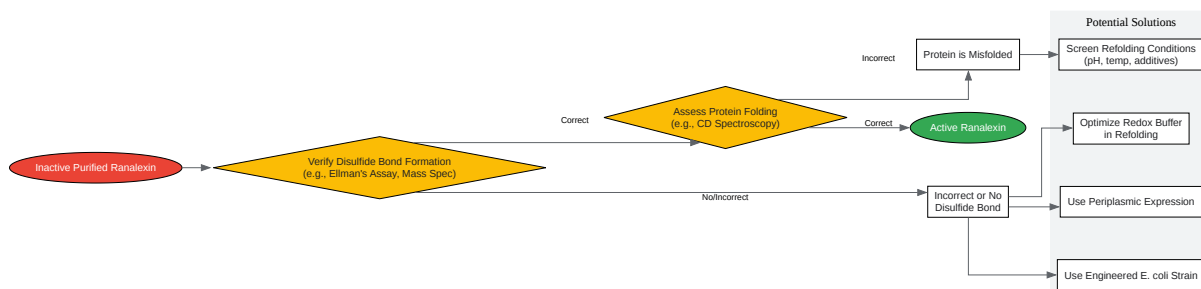 Potential Solutions
Protein is Misfolded
Screen Refolding Conditions
(pH, temp, additives)
Incorrect
Assess Protein Folding
(e.g., CD Spectroscopy)
Correct
Correct
Active Ranalexin
Optimize Redox Buffer
in Refolding
Inactive Purified Ranalexin
Verify Disulfide Bond Formation
(e.g., Ellman's Assay, Mass Spec)
No/Incorrect
Incorrect or No
Disulfide Bond
Use Periplasmic Expression
Use Engineered E. coli Strain